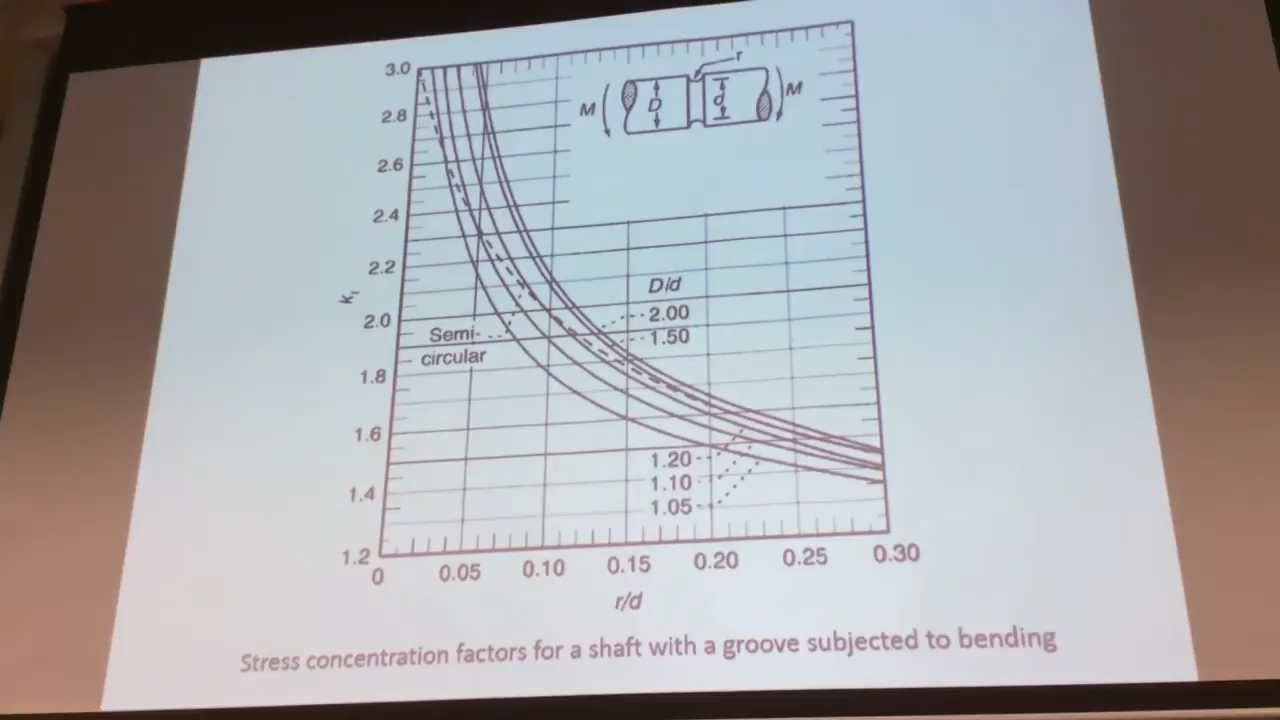 3.0
2.8
2.6
2.4
2.2
2.0
1.8
1.6
1.4
1.2
k_t
r
M
D
d
M
D/d
2.00
1.50
Semi-
circular
1.20
1.10
1.05
0
0.05
0.10
0.15
0.20
0.25
0.30
r/d
Stress concentration factors for a shaft with a groove subjected to bending